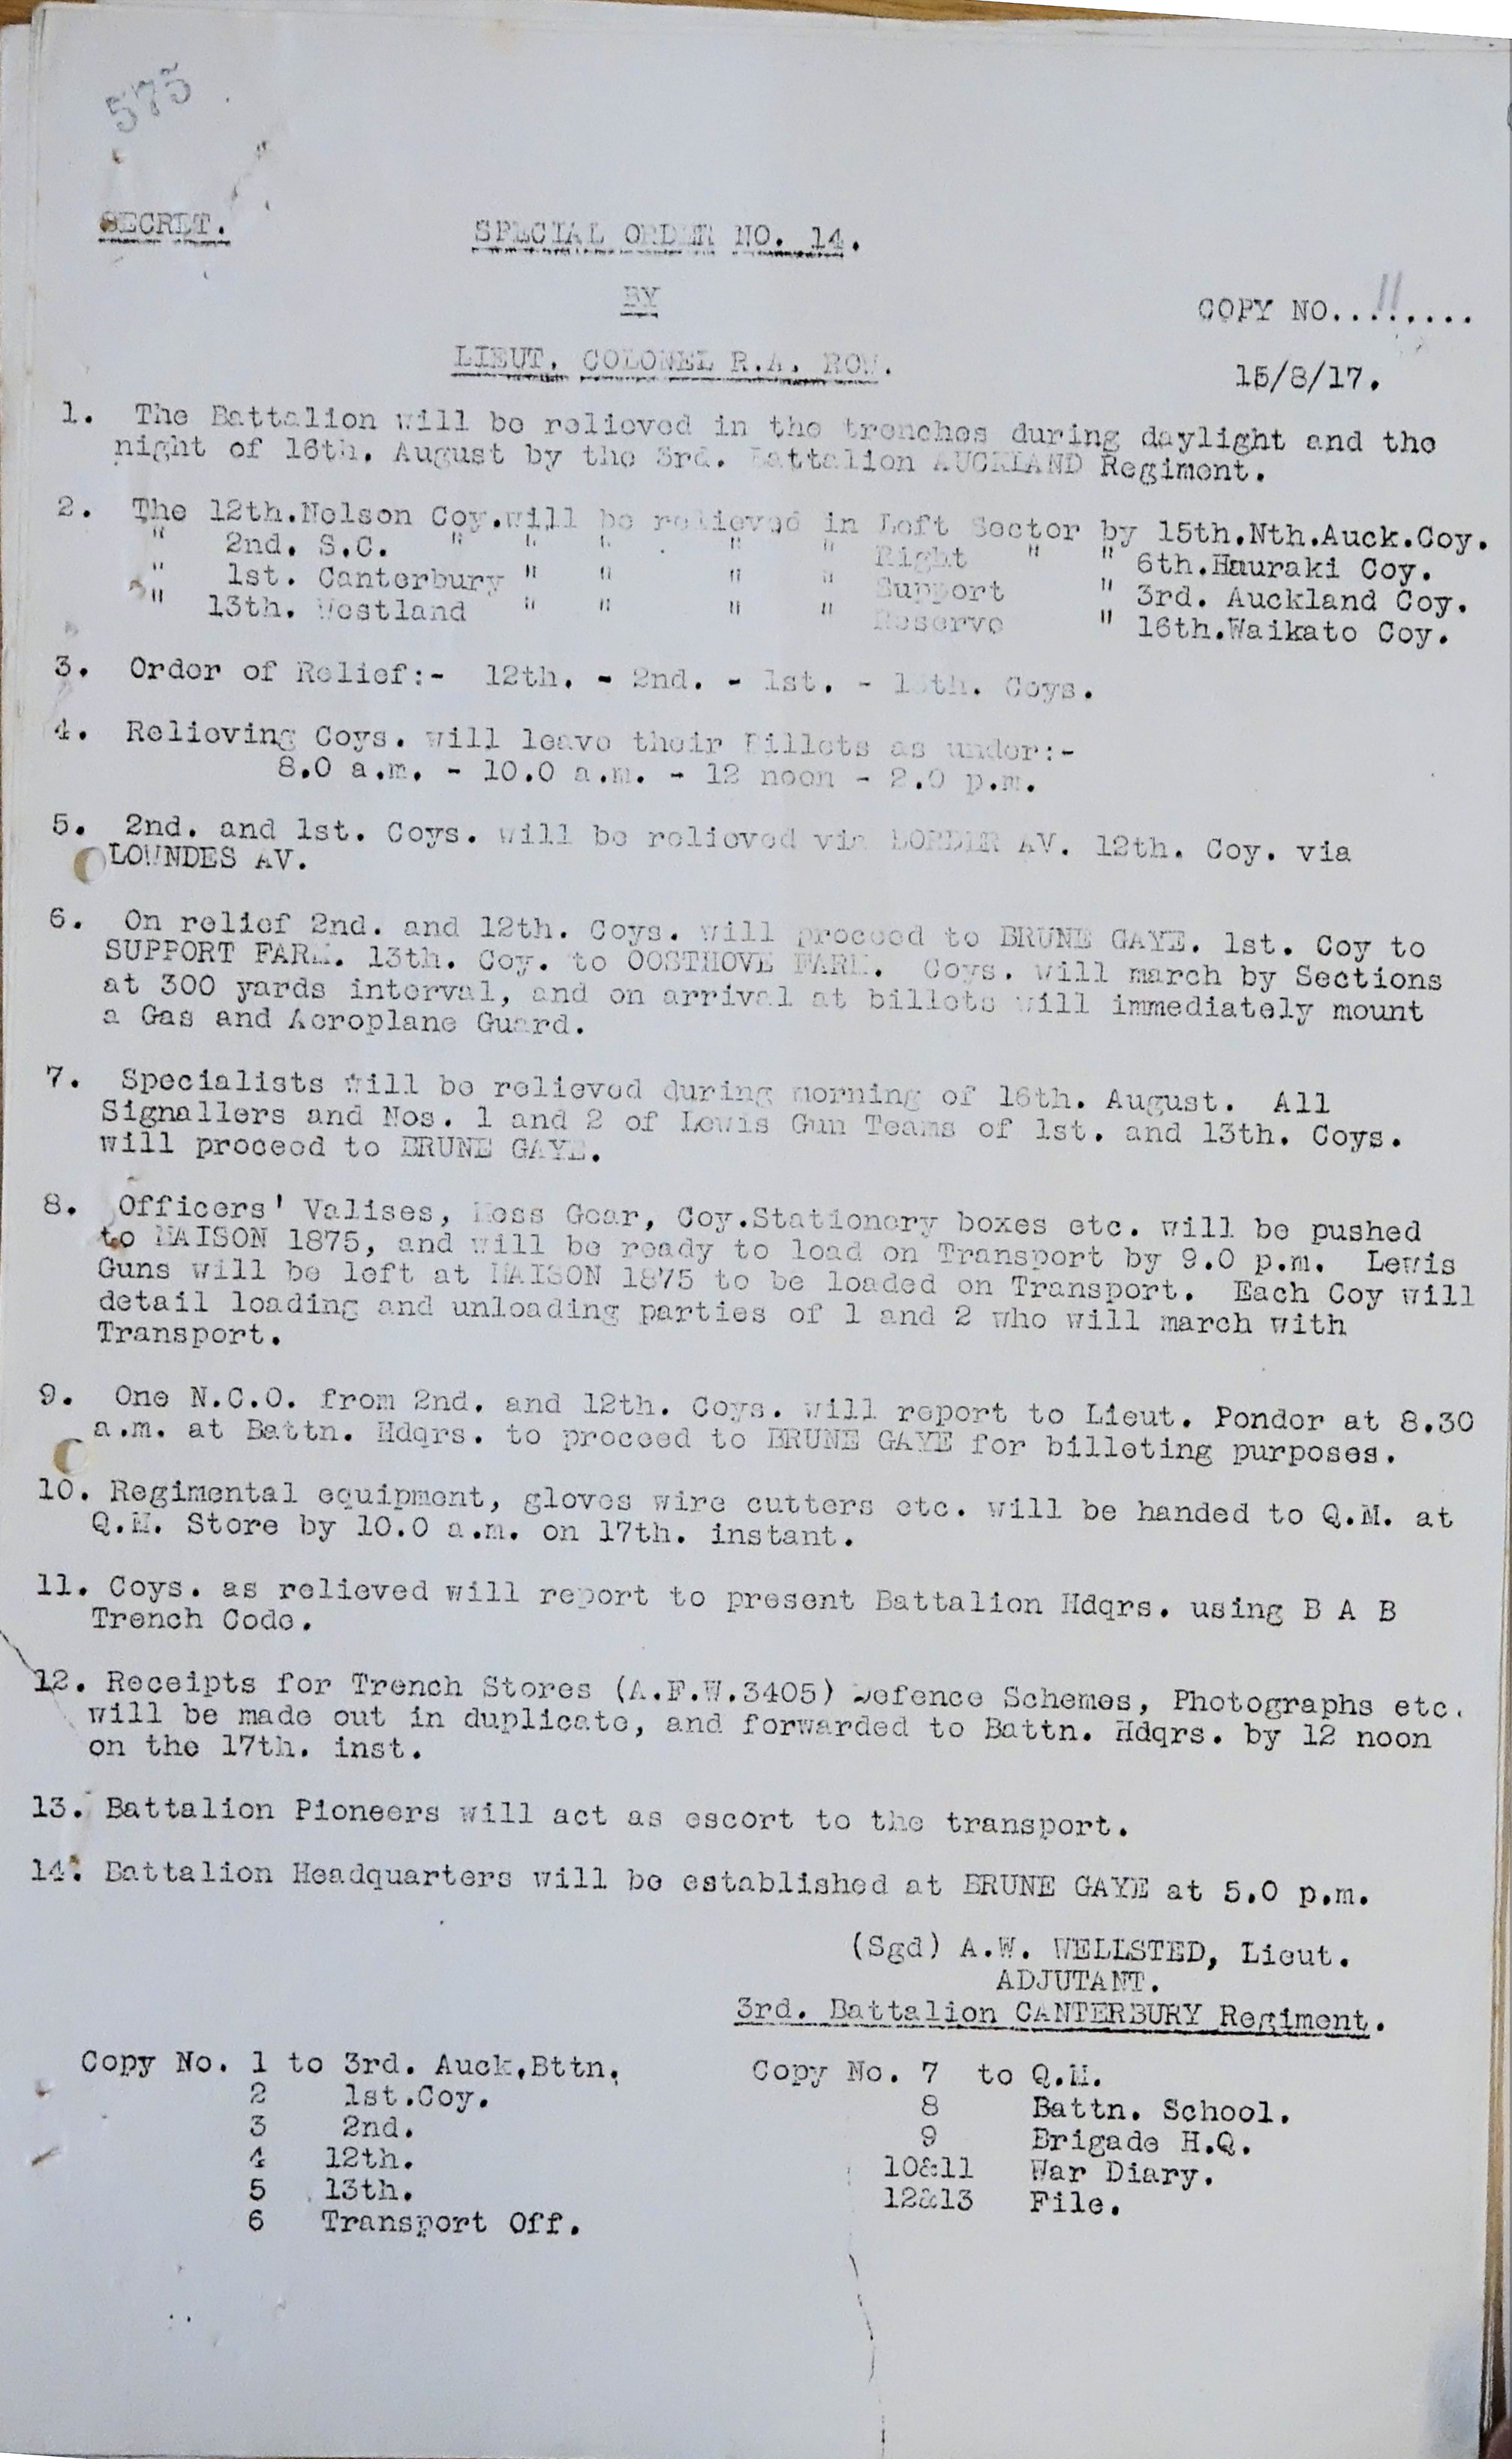 575
SECRET.
SPECIAL ORDER NO. 14.
BY
COPY NO...11.....
LIEUT. COLONEL R.A. ROW.
15/8/17.
1. The Battalion will be relieved in the trenches during daylight and the
night of 16th. August by the 3rd. Battalion AUCKLAND Regiment.
2. The 12th.Nelson Coy.will be relieved in Left Sector by 15th.Nth.Auck.Coy.
" 2nd. S.C. " " " " " Right " " 6th.Hauraki Coy.
" 1st. Canterbury " " " " Support " 3rd. Auckland Coy.
" 13th. Westland " " " " Reserve " 16th.Waikato Coy.
3. Order of Relief:- 12th. - 2nd. - 1st. - 13th. Coys.
4. Relieving Coys. will leave their Billets as under:-
8.0 a.m. - 10.0 a.m. - 12 noon - 2.0 p.m.
5. 2nd. and 1st. Coys. will be relieved via BORDER AV. 12th. Coy. via
LOWNDES AV.
6. On relief 2nd. and 12th. Coys. will proceed to BRUNE GAYE. 1st. Coy to
SUPPORT FARM. 13th. Coy. to OOSTHOVE FARM. Coys. will march by Sections
at 300 yards interval, and on arrival at billets will immediately mount
a Gas and Aeroplane Guard.
7. Specialists will be relieved during morning of 16th. August. All
Signallers and Nos. 1 and 2 of Lewis Gun Teams of 1st. and 13th. Coys.
will proceed to BRUNE GAYE.
8. Officers' Valises, Mess Gear, Coy.Stationery boxes etc. will be pushed
to MAISON 1875, and will be ready to load on Transport by 9.0 p.m. Lewis
Guns will be left at MAISON 1875 to be loaded on Transport. Each Coy will
detail loading and unloading parties of 1 and 2 who will march with
Transport.
9. One N.C.O. from 2nd. and 12th. Coys. will report to Lieut. Ponder at 8.30
a.m. at Battn. Hdqrs. to proceed to BRUNE GAYE for billeting purposes.
10. Regimental equipment, gloves wire cutters etc. will be handed to Q.M. at
Q.M. Store by 10.0 a.m. on 17th. instant.
11. Coys. as relieved will report to present Battalion Hdqrs. using B A B
Trench Code.
12. Receipts for Trench Stores (A.F.W.3405) Defence Schemes, Photographs etc.
will be made out in duplicate, and forwarded to Battn. Hdqrs. by 12 noon
on the 17th. inst.
13. Battalion Pioneers will act as escort to the transport.
14. Battalion Headquarters will be established at BRUNE GAYE at 5.0 p.m.
(Sgd) A.W. WELLSTED, Lieut.
ADJUTANT.
3rd. Battalion CANTERBURY Regiment.
Copy No. 1 to 3rd. Auck.Bttn.
2 1st.Coy.
3 2nd.
4 12th.
5 13th.
6 Transport Off.
Copy No. 7 to Q.M.
8 Battn. School.
9 Brigade H.Q.
10&11 War Diary.
12&13 File.